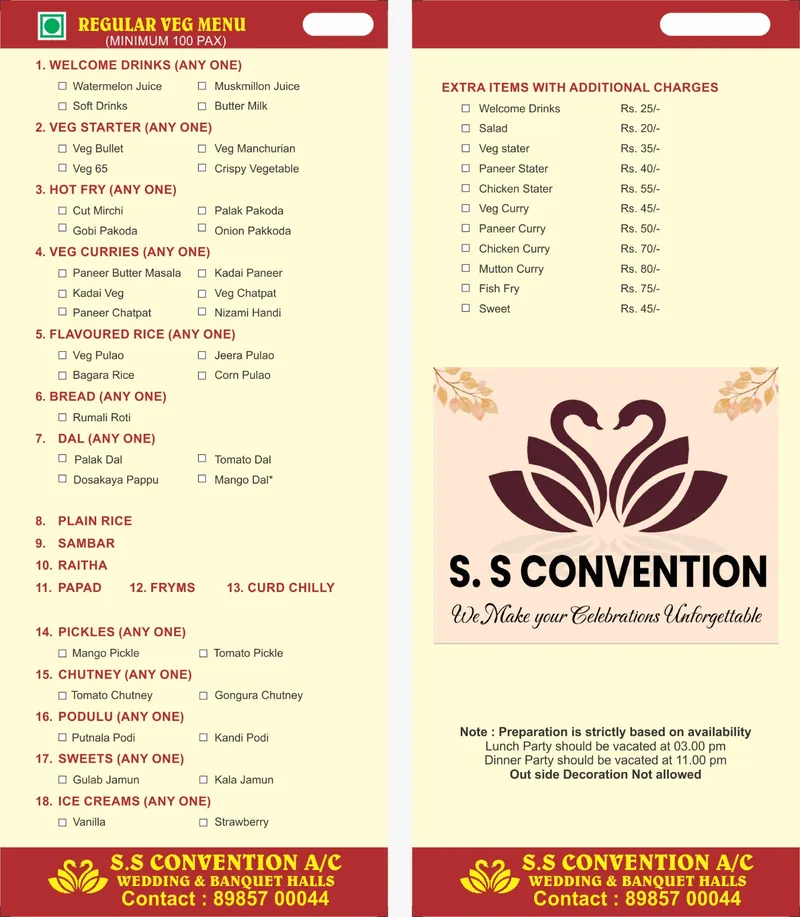 REGULAR VEG MENU
(MINIMUM 100 PAX)
1. WELCOME DRINKS (ANY ONE)
Watermelon Juice Muskmillon Juice
Soft Drinks Butter Milk
2. VEG STARTER (ANY ONE)
Veg Bullet Veg Manchurian
Veg 65 Crispy Vegetable
3. HOT FRY (ANY ONE)
Cut Mirchi Palak Pakoda
Gobi Pakoda Onion Pakkoda
4. VEG CURRIES (ANY ONE)
Paneer Butter Masala Kadai Paneer
Kadai Veg Veg Chatpat
Paneer Chatpat Nizami Handi
5. FLAVOURED RICE (ANY ONE)
Veg Pulao Jeera Pulao
Bagara Rice Corn Pulao
6. BREAD (ANY ONE)
Rumali Roti
7. DAL (ANY ONE)
Palak Dal Tomato Dal
Dosakaya Pappu Mango Dal*
8. PLAIN RICE
9. SAMBAR
10. RAITHA
11. PAPAD 12. FRYMS 13. CURD CHILLY
14. PICKLES (ANY ONE)
Mango Pickle Tomato Pickle
15. CHUTNEY (ANY ONE)
Tomato Chutney Gongura Chutney
16. PODULU (ANY ONE)
Putnala Podi Kandi Podi
17. SWEETS (ANY ONE)
Gulab Jamun Kala Jamun
18. ICE CREAMS (ANY ONE)
Vanilla Strawberry
S.S CONVENTION A/C
WEDDING & BANQUET HALLS
Contact : 89857 00044
EXTRA ITEMS WITH ADDITIONAL CHARGES
Welcome Drinks Rs. 25/-
Salad Rs. 20/-
Veg stater Rs. 35/-
Paneer Stater Rs. 40/-
Chicken Stater Rs. 55/-
Veg Curry Rs. 45/-
Paneer Curry Rs. 50/-
Chicken Curry Rs. 70/-
Mutton Curry Rs. 80/-
Fish Fry Rs. 75/-
Sweet Rs. 45/-
S. S CONVENTION
We Make your Celebrations Unforgettable
Note : Preparation is strictly based on availability
Lunch Party should be vacated at 03.00 pm
Dinner Party should be vacated at 11.00 pm
Out side Decoration Not allowed
S.S CONVENTION A/C
WEDDING & BANQUET HALLS
Contact : 89857 00044